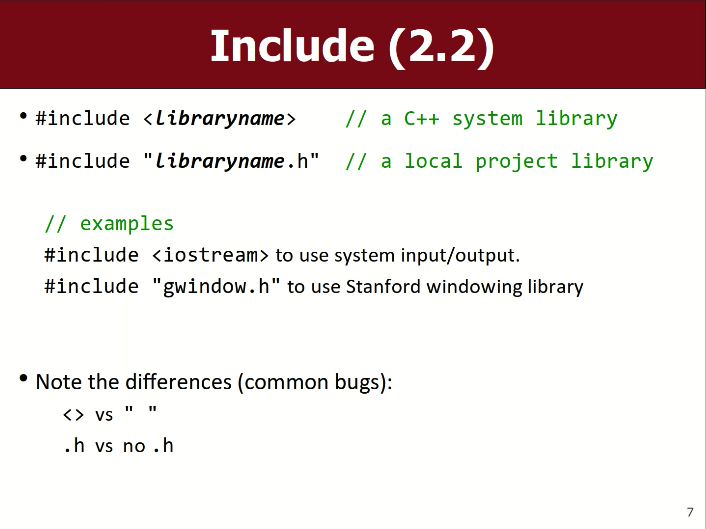 Include (2.2)
• #include <libraryname> // a C++ system library
• #include "libraryname.h" // a local project library
// examples
#include <iostream> to use system input/output.
#include "gwindow.h" to use Stanford windowing library
• Note the differences (common bugs):
<> vs " "
.h vs no .h
7